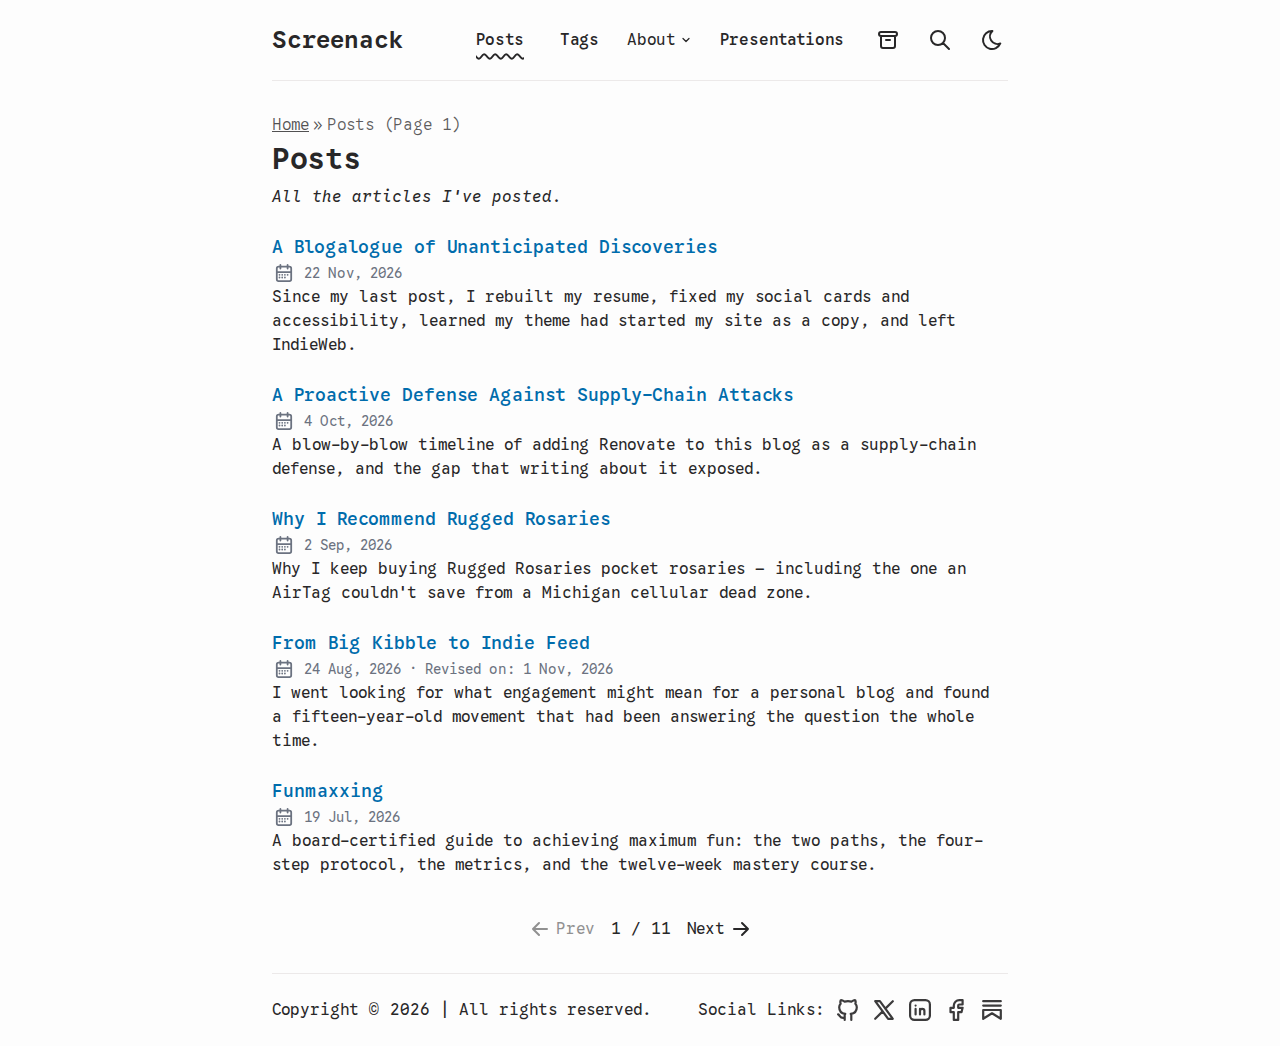 Screenack
Posts Tags About Presentations
Home » Posts (Page 1)
Posts
All the articles I've posted.
A Blogalogue of Unanticipated Discoveries
22 Nov, 2026
Since my last post, I rebuilt my resume, fixed my social cards and
accessibility, learned my theme had started my site as a copy, and left
IndieWeb.
A Proactive Defense Against Supply-Chain Attacks
4 Oct, 2026
A blow-by-blow timeline of adding Renovate to this blog as a supply-chain
defense, and the gap that writing about it exposed.
Why I Recommend Rugged Rosaries
2 Sep, 2026
Why I keep buying Rugged Rosaries pocket rosaries — including the one an
AirTag couldn't save from a Michigan cellular dead zone.
From Big Kibble to Indie Feed
24 Aug, 2026 · Revised on: 1 Nov, 2026
I went looking for what engagement might mean for a personal blog and found
a fifteen-year-old movement that had been answering the question the whole
time.
Funmaxxing
19 Jul, 2026
A board-certified guide to achieving maximum fun: the two paths, the four-
step protocol, the metrics, and the twelve-week mastery course.
Prev 1 / 11 Next
Copyright © 2026 | All rights reserved. Social Links: